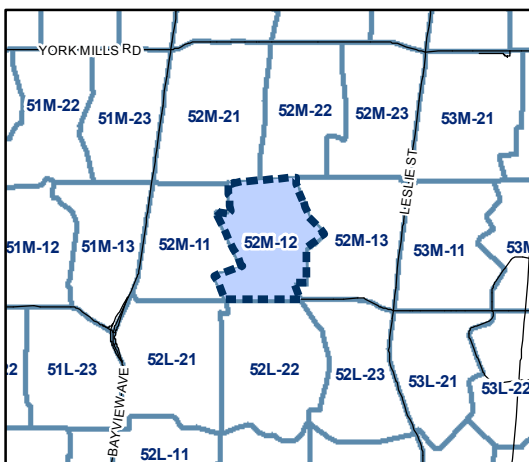 YORK MILLS RD
51M-22
51M-23
52M-21
52M-22
52M-23
53M-21
LESLIE ST
51M-12
51M-13
52M-11
52M-12
52M-13
53M-11
53M
22
51L-23
52L-21
52L-22
52L-23
53L-21
53L-22
BAYVIEW AVE
52L-11